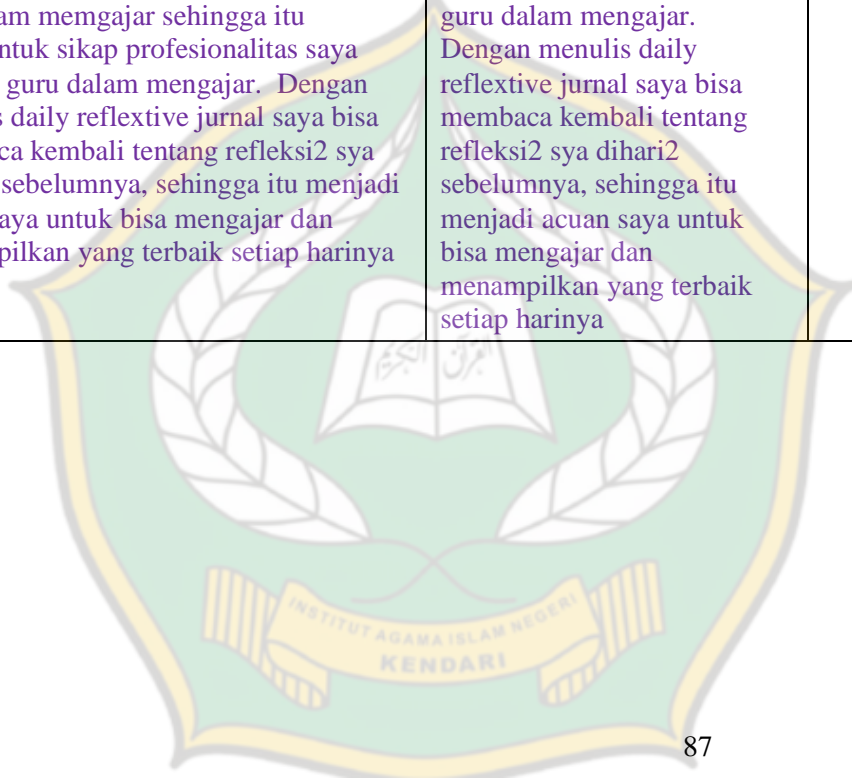 am memgajar sehingga itu
ntuk sikap profesionalitas saya
guru dalam mengajar.  Dengan
s daily reflextive jurnal saya bisa
ca kembali tentang refleksi2 sya
sebelumnya, sehingga itu menjadi
aya untuk bisa mengajar dan
pilkan yang terbaik setiap harinya
guru dalam mengajar.
Dengan menulis daily
reflextive jurnal saya bisa
membaca kembali tentang
refleksi2 sya dihari2
sebelumnya, sehingga itu
menjadi acuan saya untuk
bisa mengajar dan
menampilkan yang terbaik
setiap harinya
القرآن الكريم
INSTITUT AGAMA ISLAM NEGERI
KENDARI
87